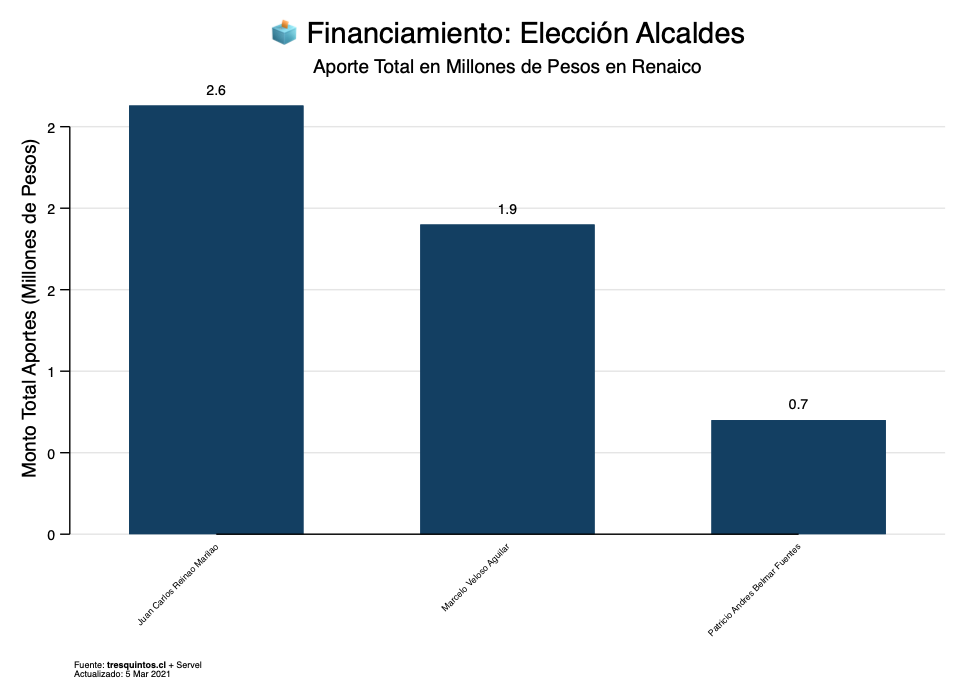 🗳️ Financiamiento: Elección Alcaldes
Aporte Total en Millones de Pesos en Renaico
Monto Total Aportes (Millones de Pesos)
2
2
2
1
0
0
2.6
1.9
0.7
Juan Carlos Reinao Marilao
Marcelo Veloso Aguilar
Patricio Andres Belmar Fuentes
Fuente: tresquintos.cl + Servel
Actualizado: 5 Mar 2021